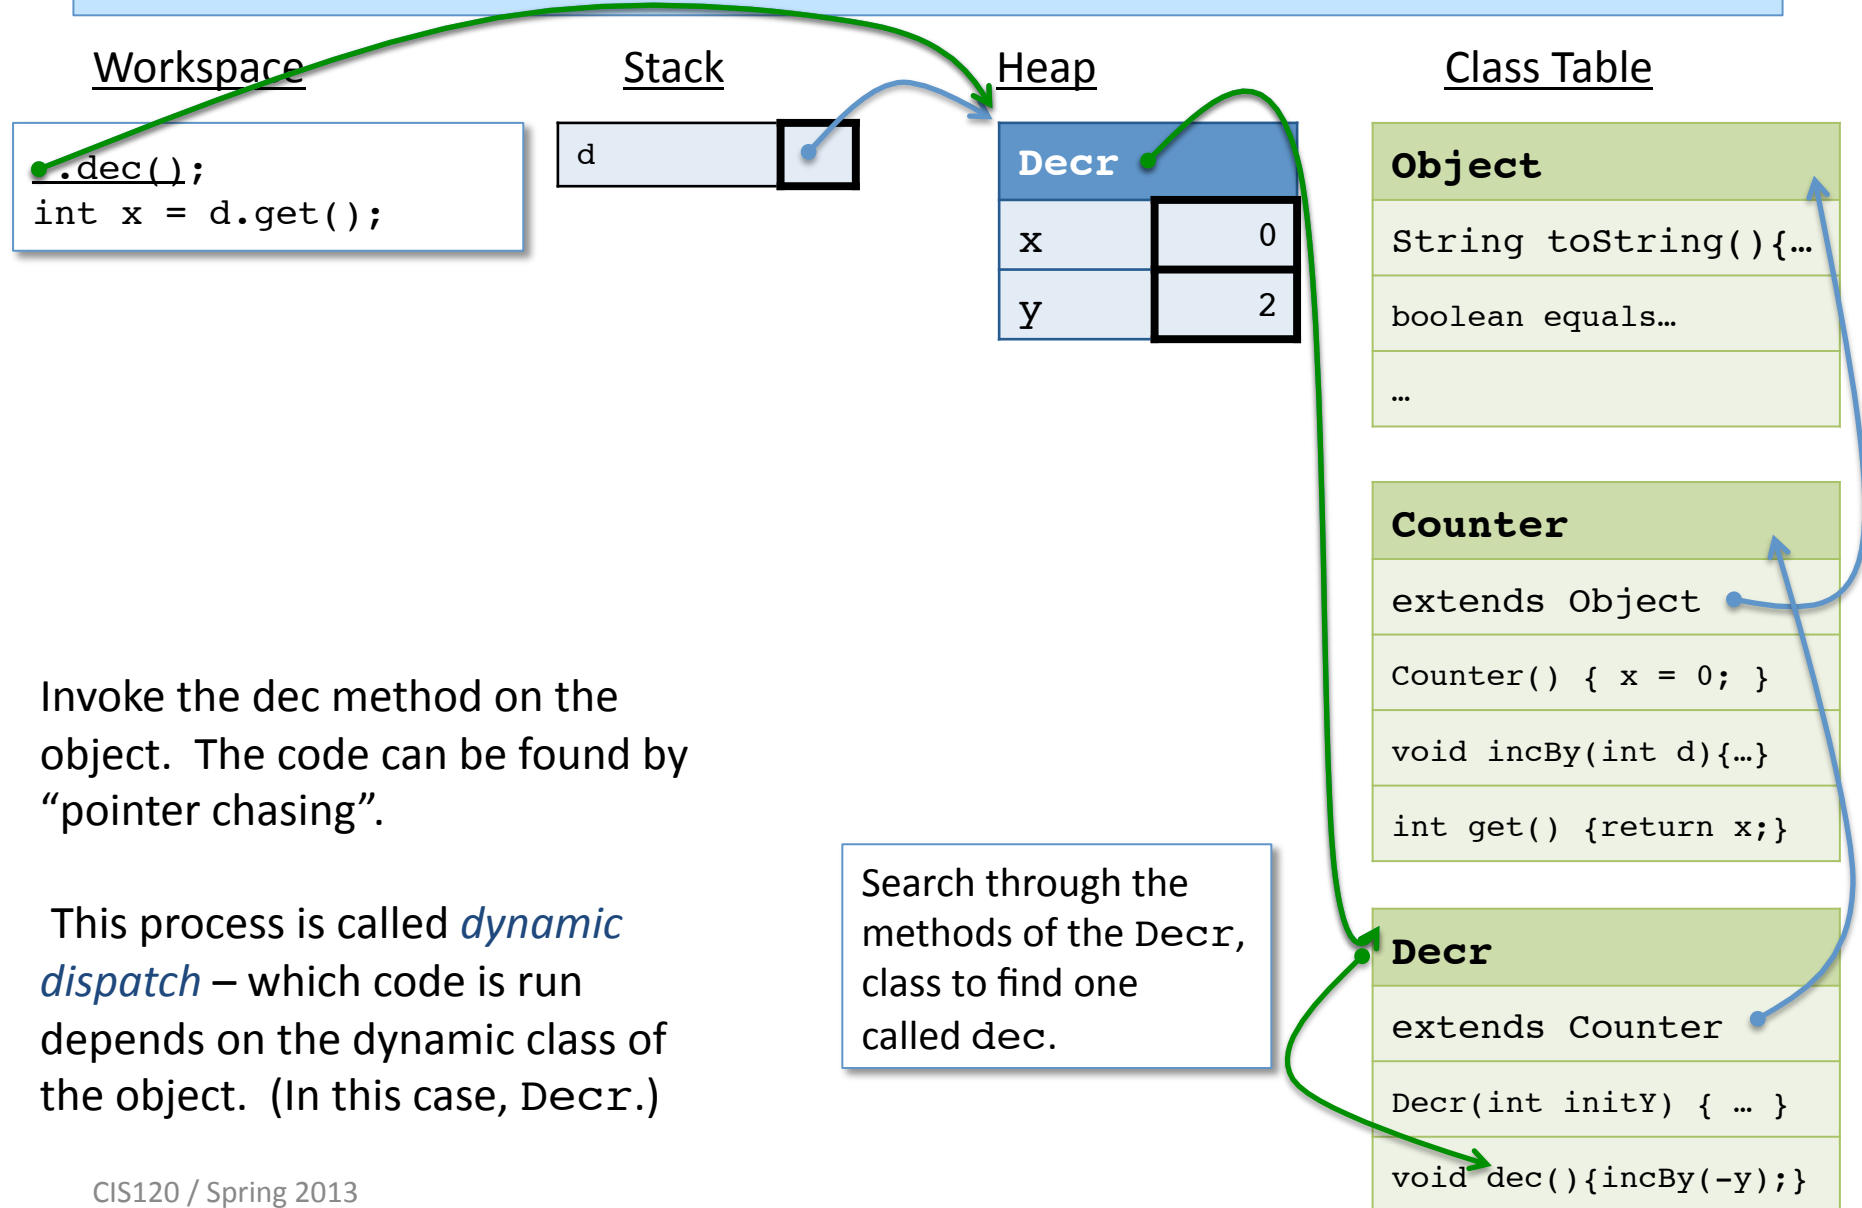 Workspace
Stack
Heap
Class Table
.dec();
int x = d.get();
d
Decr
x
0
y
2
Object
String toString(){…
boolean equals…
…
Counter
extends Object
Counter() { x = 0; }
void incBy(int d){…}
int get() {return x;}
Decr
extends Counter
Decr(int initY) { … }
void dec(){incBy(-y);}
Invoke the dec method on the
object.  The code can be found by
“pointer chasing”.
This process is called dynamic
dispatch – which code is run
depends on the dynamic class of
the object.  (In this case, Decr.)
Search through the
methods of the Decr,
class to find one
called dec.
CIS120 / Spring 2013